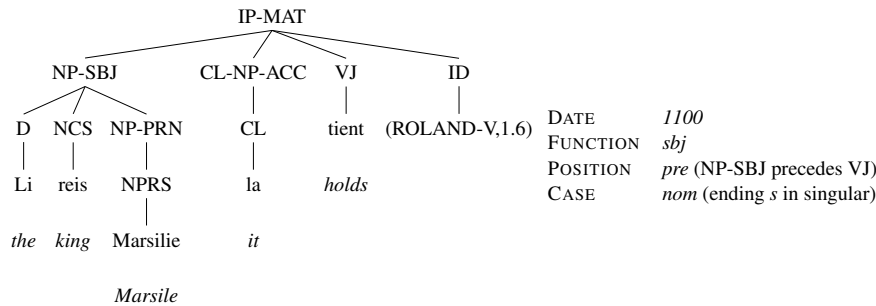 IP-MAT
NP-SBJ CL-NP-ACC VJ ID
D NCS NP-PRN CL tient (ROLAND-V,1.6)
Li reis NPRS la holds
the king Marsilie it
Marsile
DATE 1100
FUNCTION sbj
POSITION pre (NP-SBJ precedes VJ)
CASE nom (ending s in singular)